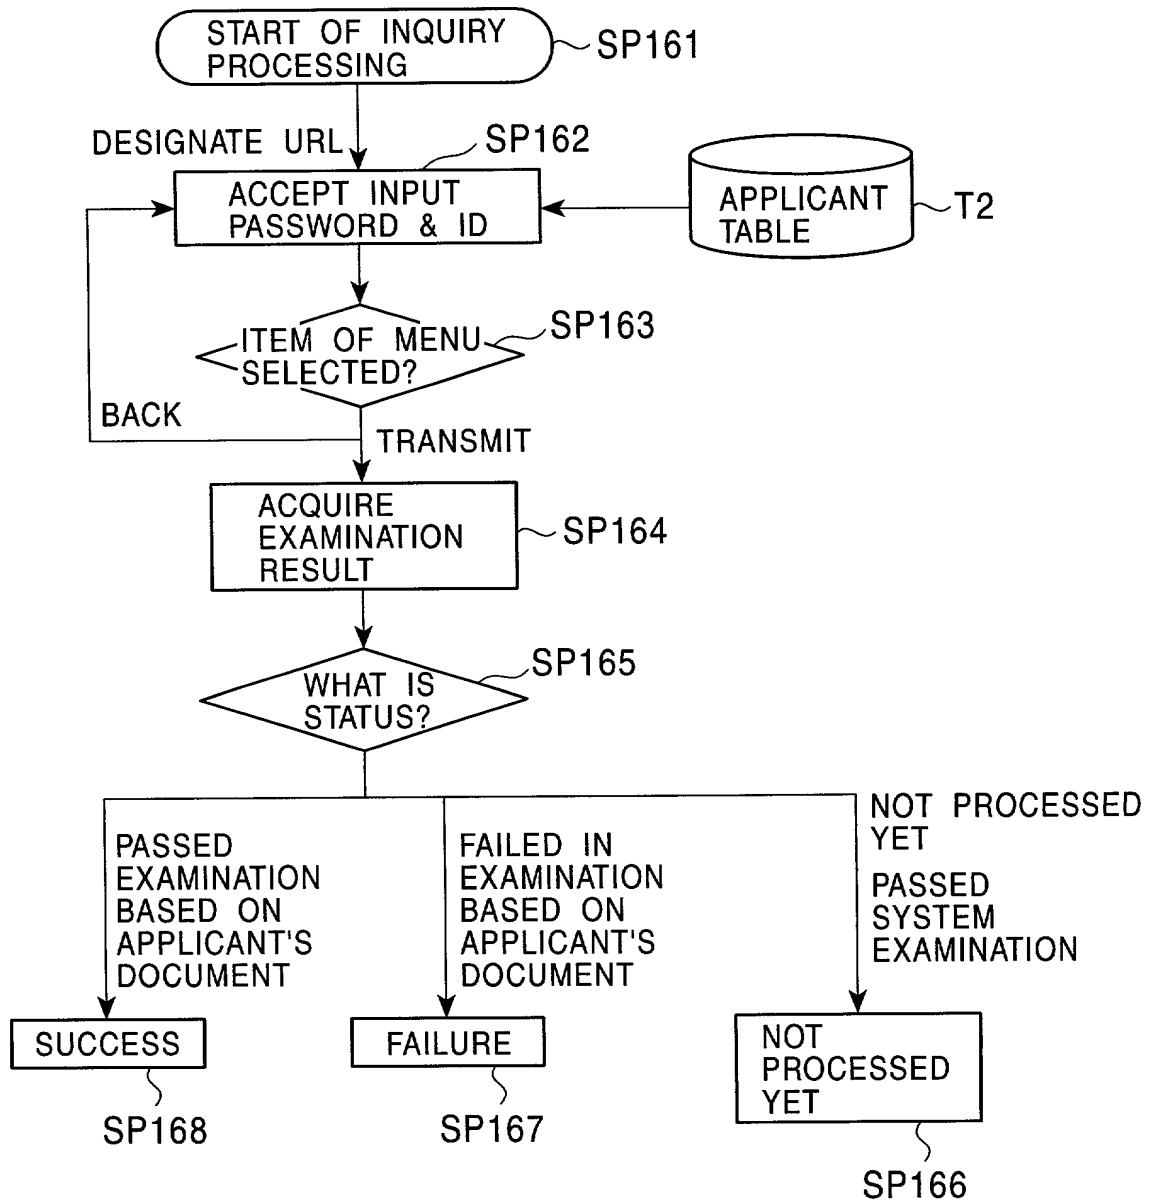 START OF INQUIRY
PROCESSING
SP161
DESIGNATE URL
SP162
ACCEPT INPUT
PASSWORD & ID
APPLICANT
TABLE
T2
ITEM OF MENU
SELECTED?
SP163
BACK
TRANSMIT
ACQUIRE
EXAMINATION
RESULT
SP164
WHAT IS
STATUS?
SP165
PASSED
EXAMINATION
BASED ON
APPLICANT'S
DOCUMENT
FAILED IN
EXAMINATION
BASED ON
APPLICANT'S
DOCUMENT
NOT PROCESSED
YET
PASSED
SYSTEM
EXAMINATION
SUCCESS
SP168
FAILURE
SP167
NOT
PROCESSED
YET
SP166